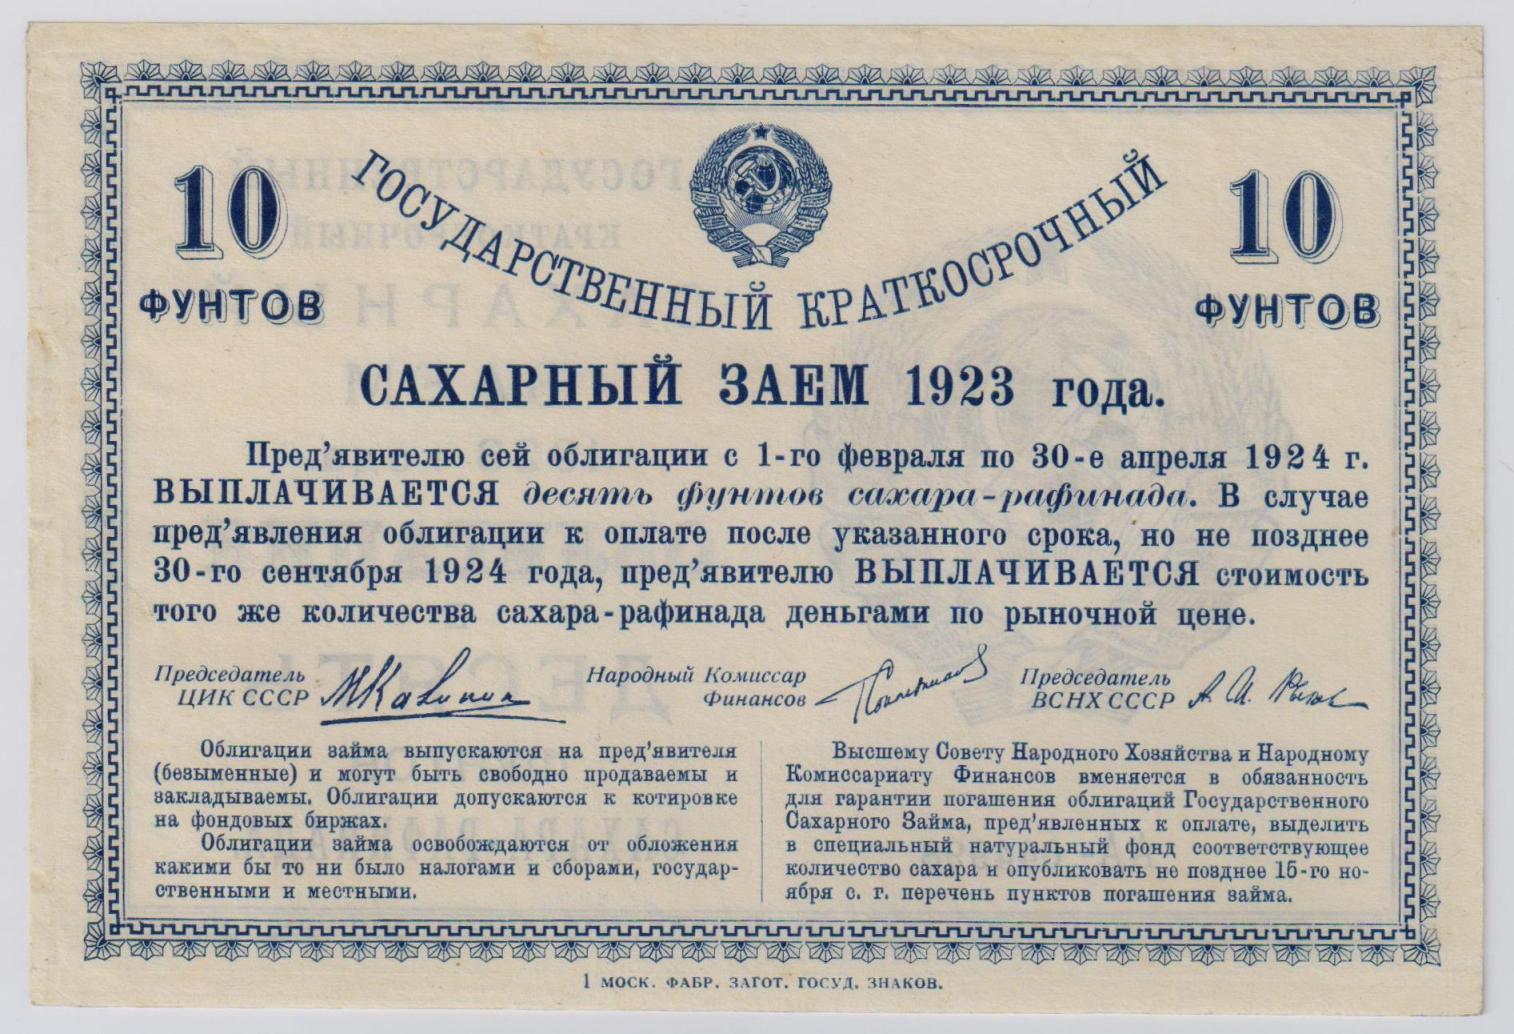 10
ФУНТОВ
ГОСУДАРСТВЕННЫЙ КРАТКОСРОЧНЫЙ
10
ФУНТОВ
САХАРНЫЙ ЗАЕМ 1923 года.
Пред’явителю сей облигации с 1-го февраля по 30-е апреля 1924 г.
ВЫПЛАЧИВАЕТСЯ десять фунтов сахара-рафинада. В случае
пред’явления облигации к оплате после указанного срока, но не позднее
30-го сентября 1924 года, пред’явителю ВЫПЛАЧИВАЕТСЯ стоимость
того же количества сахара-рафинада деньгами по рыночной цене.
Председатель
ЦИК СССР
Народный Комиссар
Финансов
Председатель
ВСНХ СССР
Облигации займа выпускаются на пред’явителя
(безыменные) и могут быть свободно продаваемы и
закладываемы. Облигации допускаются к котировке
на фондовых биржах.
Облигации займа освобождаются от обложения
какими бы то ни было налогами и сборами, государ-
ственными и местными.
Высшему Совету Народного Хозяйства и Народному
Комиссариату Финансов вменяется в обязанность
для гарантии погашения облигаций Государственного
Сахарного Займа, пред’явленных к оплате, выделить
в специальный натуральный фонд соответствующее
количество сахара и опубликовать не позднее 15-го но-
ября с. г. перечень пунктов погашения займа.
1 МОСК. ФАБР. ЗАГОТ. ГОСУД. ЗНАКОВ.